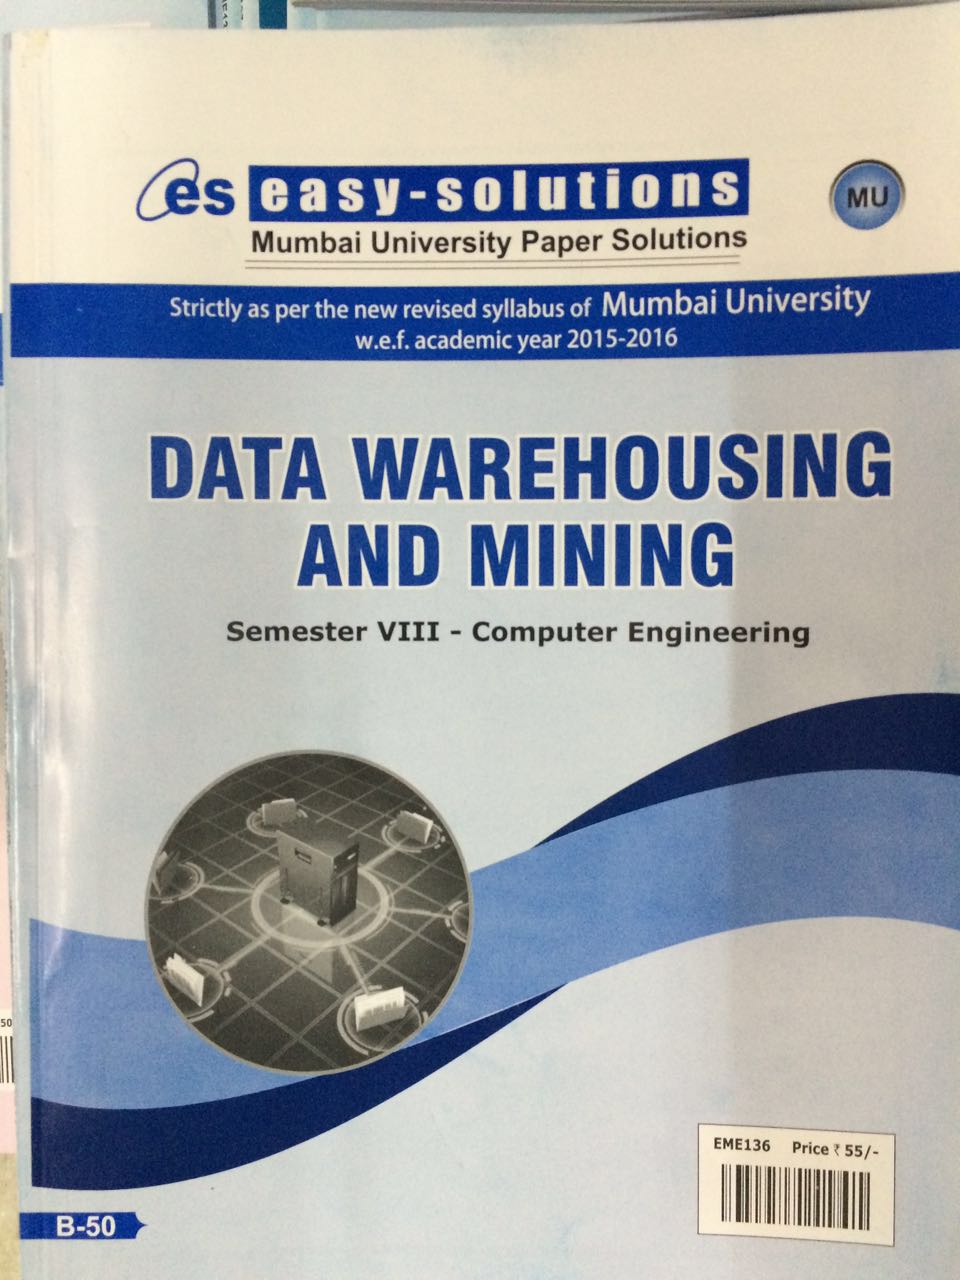 es easy-solutions
MU
Mumbai University Paper Solutions
Strictly as per the new revised syllabus of Mumbai University
w.e.f. academic year 2015-2016
DATA WAREHOUSING
AND MINING
Semester VIII - Computer Engineering
EME136 Price ₹ 55/-
B-50
50